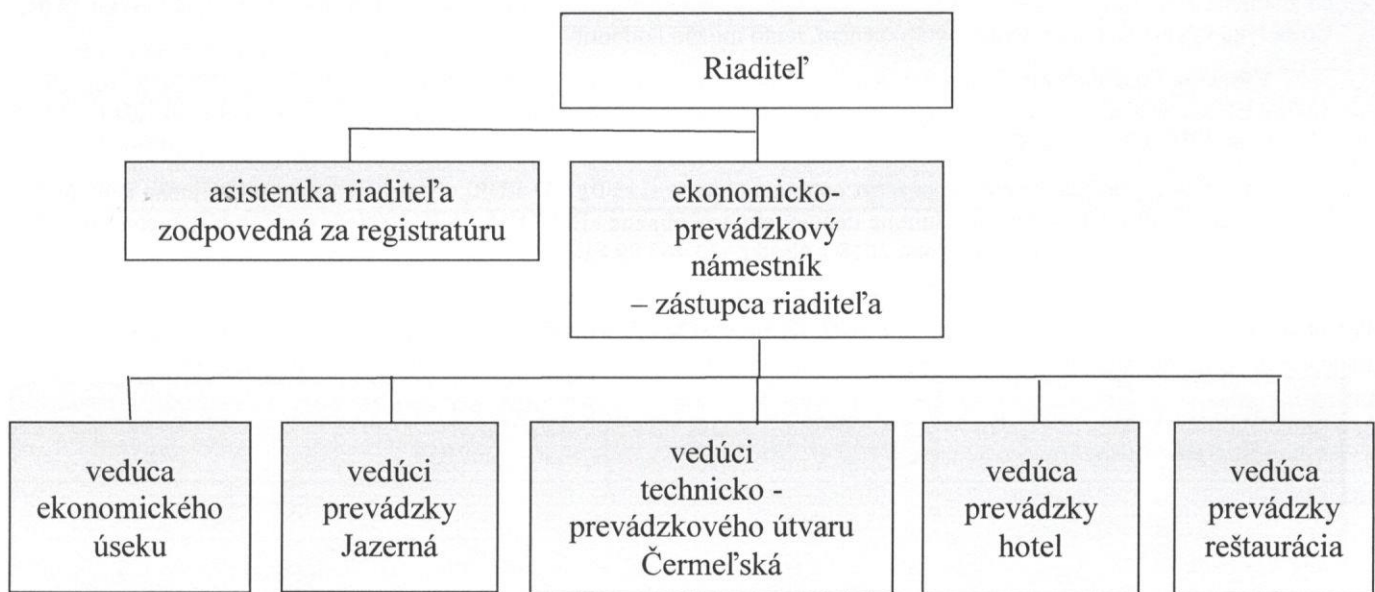 Riaditeľ
asistentka riaditeľa
zodpovedná za registratúru
ekonomicko-
prevádzkový
námestník
– zástupca riaditeľa
vedúca
ekonomického
úseku
vedúci
prevádzky
Jazerná
vedúci
technicko -
prevádzkového útvaru
Čermeľská
vedúca
prevádzky
hotel
vedúca
prevádzky
reštaurácia